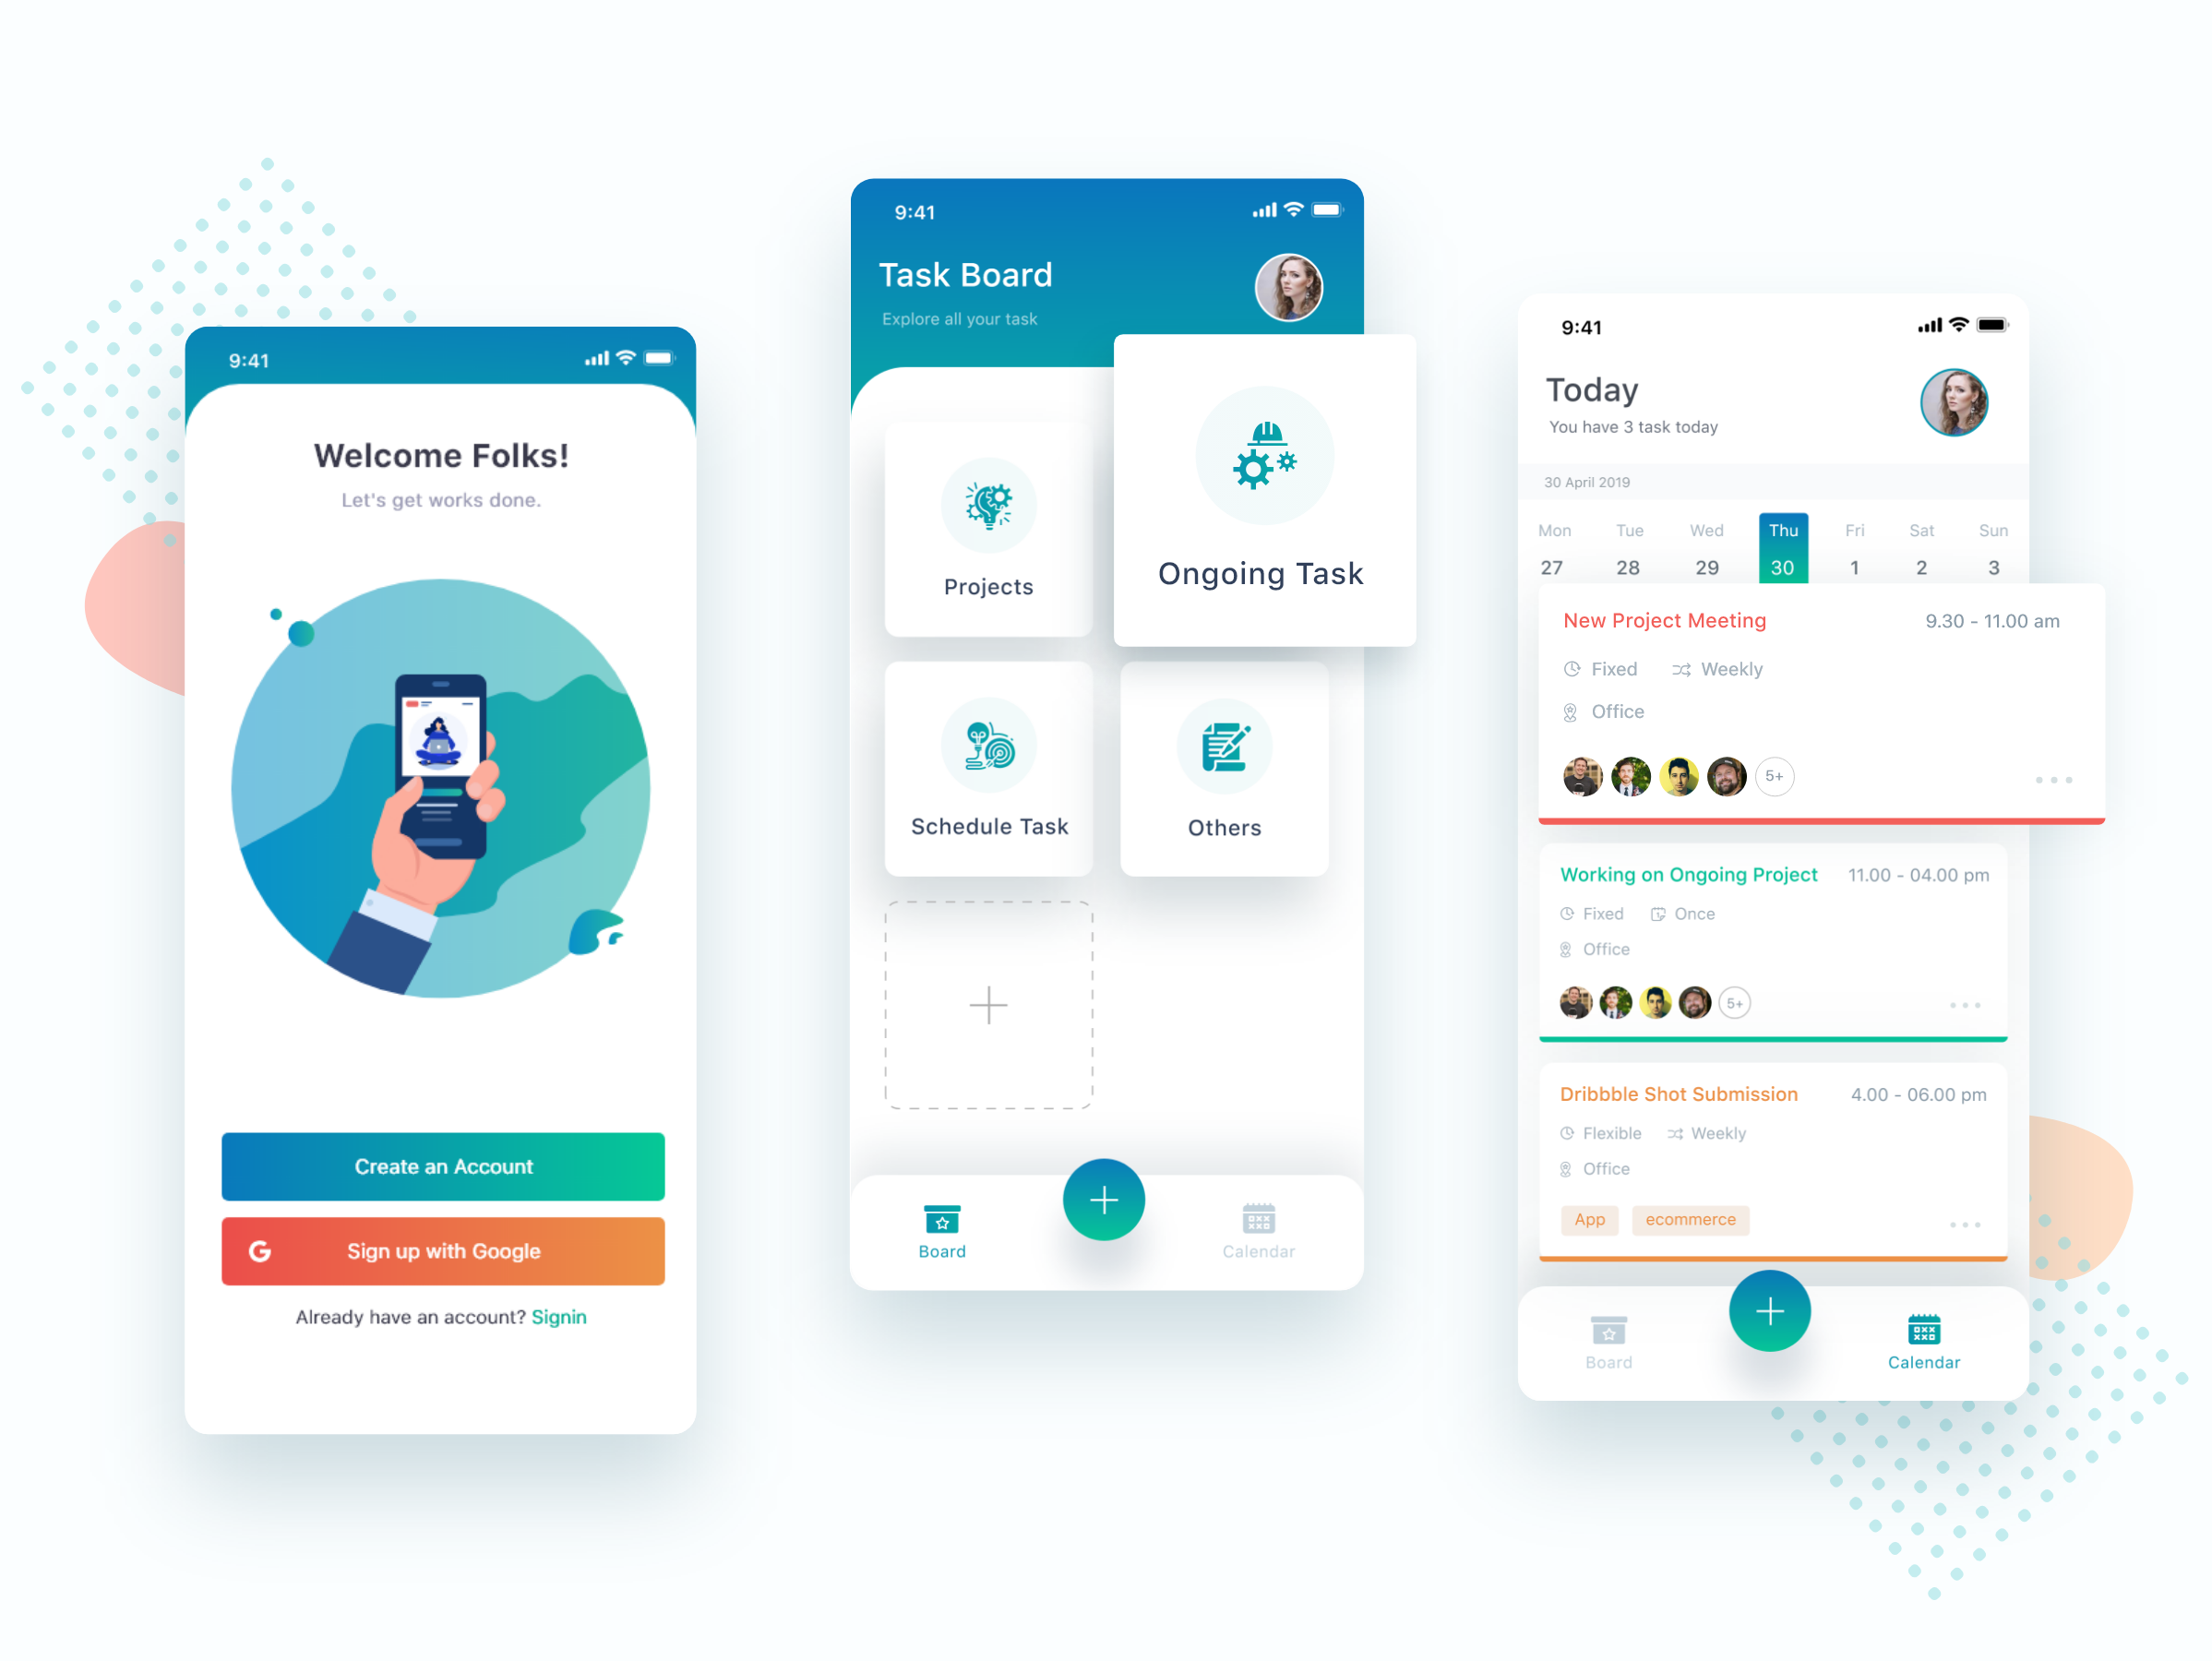 9:41
Welcome Folks!
Let's get works done.
Create an Account
G Sign up with Google
Already have an account? Signin
9:41
Task Board
Explore all your task
Projects
Ongoing Task
Schedule Task
Others
Board
Calendar
9:41
Today
You have 3 task today
30 April 2019
Mon Tue Wed Thu Fri Sat Sun
27 28 29 30 1 2 3
New Project Meeting 9.30 - 11.00 am
Fixed Weekly
Office
5+
Working on Ongoing Project 11.00 - 04.00 pm
Fixed Once
Office
5+
Dribbble Shot Submission 4.00 - 06.00 pm
Flexible Weekly
Office
App ecommerce
Board
Calendar